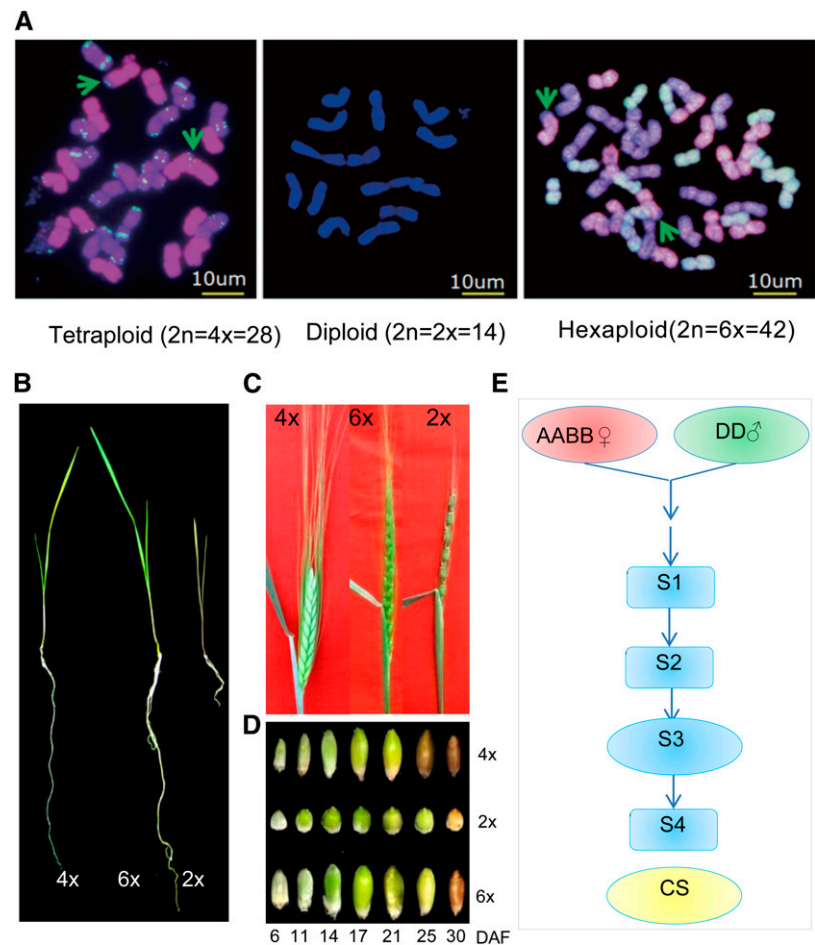 A
10um
10um
10um
Tetraploid (2n=4x=28)
Diploid (2n=2x=14)
Hexaploid(2n=6x=42)
B
4x
6x
2x
C
4x
6x
2x
D
4x
2x
6x
6 11 14 17 21 25 30 DAF
E
AABB♀
DD♂
S1
S2
S3
S4
CS